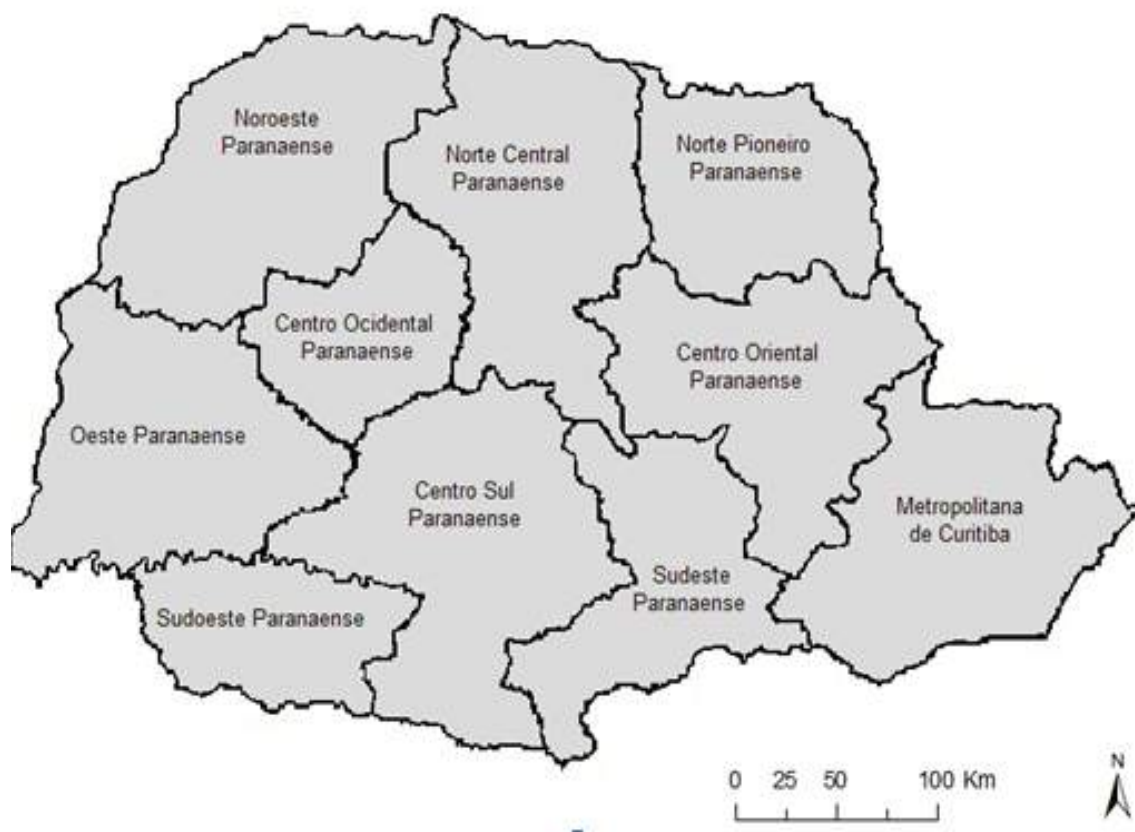 Noroeste
Paranaense
Norte Central
Paranaense
Norte Pioneiro
Paranaense
Centro Ocidental
Paranaense
Centro Oriental
Paranaense
Oeste Paranaense
Centro Sul
Paranaense
Metropolitana
de Curitiba
Sudeste
Paranaense
Sudoeste Paranaense
N
0 25 50 100 Km